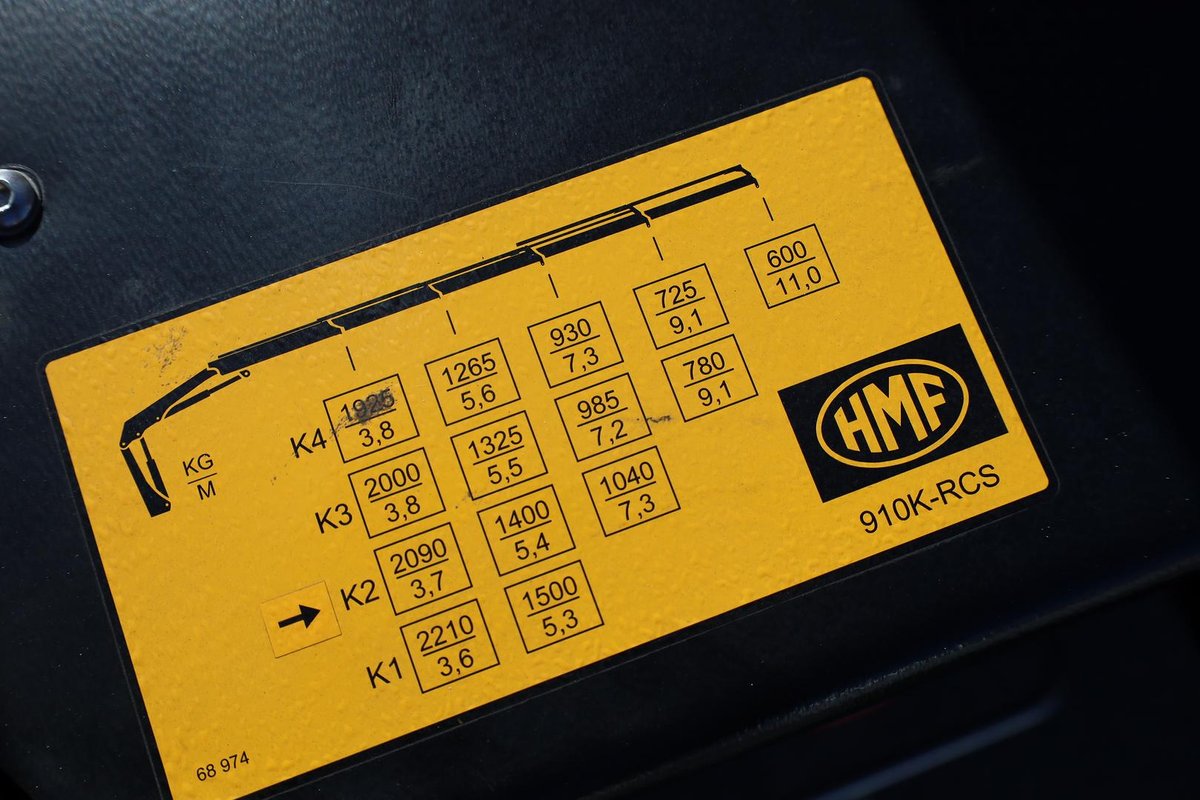 KG
M
K4
1925 1265 930 725 600
3,8 5,6 7,3 9,1 11,0
K3
2000 1325 985 780
3,8 5,5 7,2 9,1
K2
2090 1400 1040
3,7 5,4 7,3
K1
2210 1500
3,6 5,3
HMF
910K-RCS
68 974